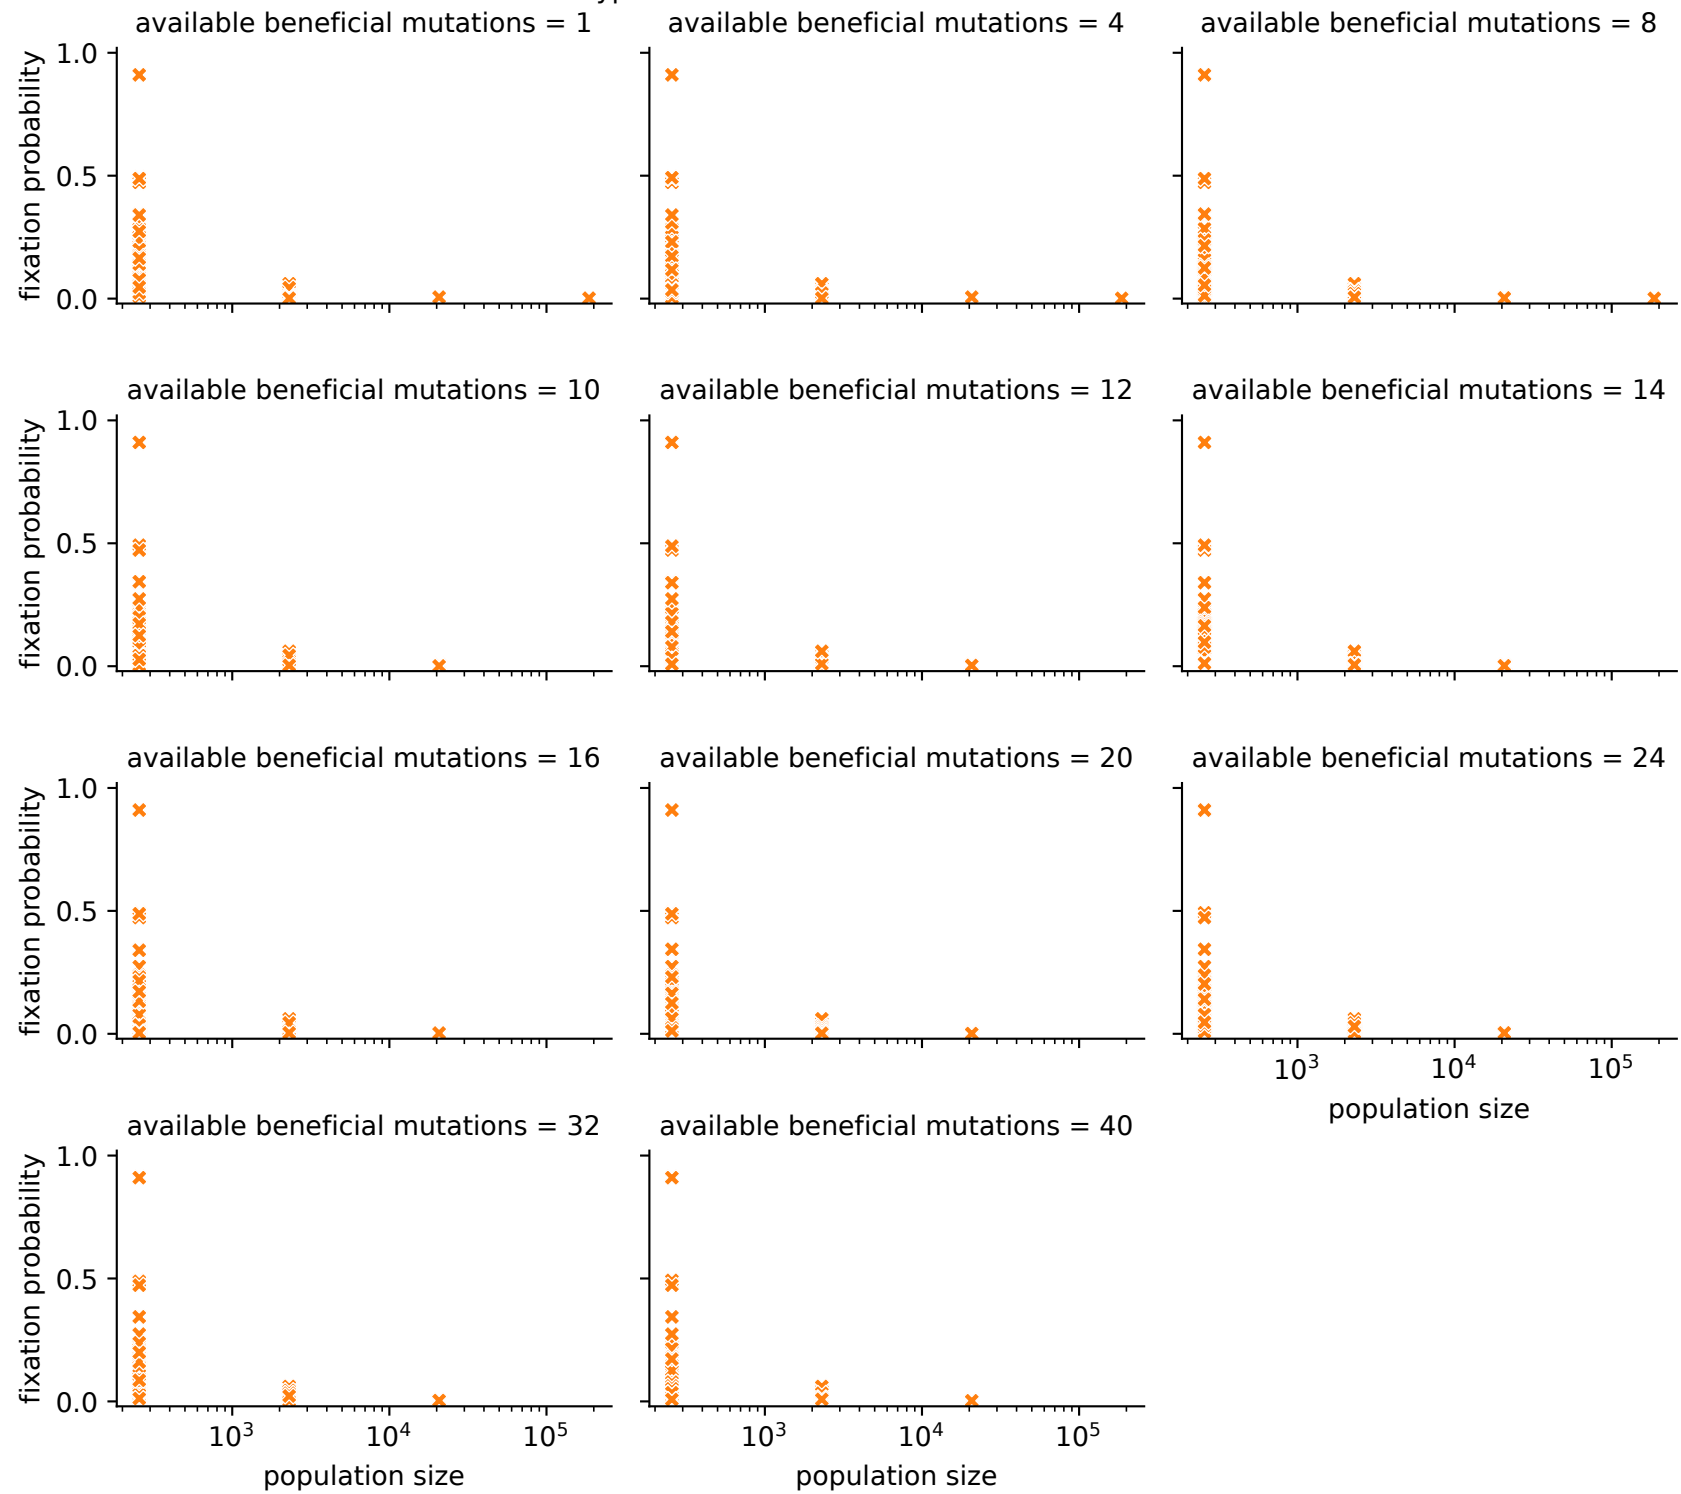 available beneficial mutations = 1
available beneficial mutations = 4
available beneficial mutations = 8
fixation probability
1.0
0.5
0.0
available beneficial mutations = 10
available beneficial mutations = 12
available beneficial mutations = 14
fixation probability
1.0
0.5
0.0
available beneficial mutations = 16
available beneficial mutations = 20
available beneficial mutations = 24
fixation probability
1.0
0.5
0.0
10³ 10⁴ 10⁵
population size
available beneficial mutations = 32
available beneficial mutations = 40
fixation probability
1.0
0.5
0.0
10³ 10⁴ 10⁵
10³ 10⁴ 10⁵
population size
population size